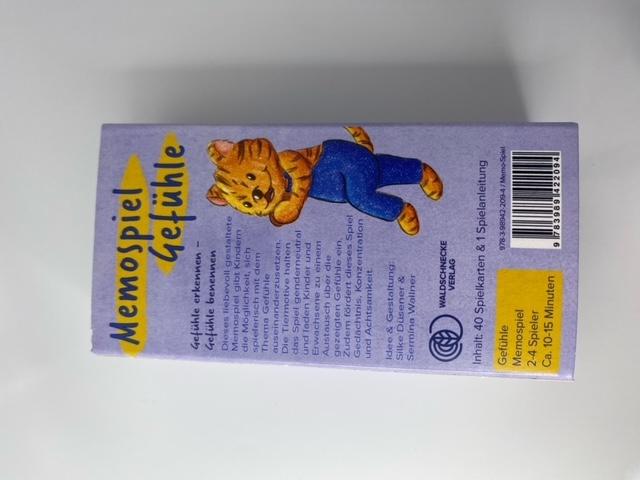 Memospiel
Gefühle
Gefühle erkennen –
Gefühle benennen
Dieses liebevoll gestaltete
Memospiel gibt Kindern
die Möglichkeit, sich
spielerisch mit dem
Thema Gefühle
auseinanderzusetzen.
Die Tiermotive halten
das Spiel genderneutral
und laden Kinder und
Erwachsene zu einem
Austausch über die
gezeigten Gefühle ein.
Zudem fördert dieses Spiel
Gedächtnis, Konzentration
und Achtsamkeit.
Idee & Gestaltung:
Silke Düsener &
Sermina Wallner
WALDSCHNECKE
VERLAG
Inhalt: 40 Spielkarten & 1 Spielanleitung
Gefühle
Memospiel
2-4 Spieler
Ca. 10-15 Minuten
978-3-98942-209-4 / Memo-Spiel
9 783989 422094